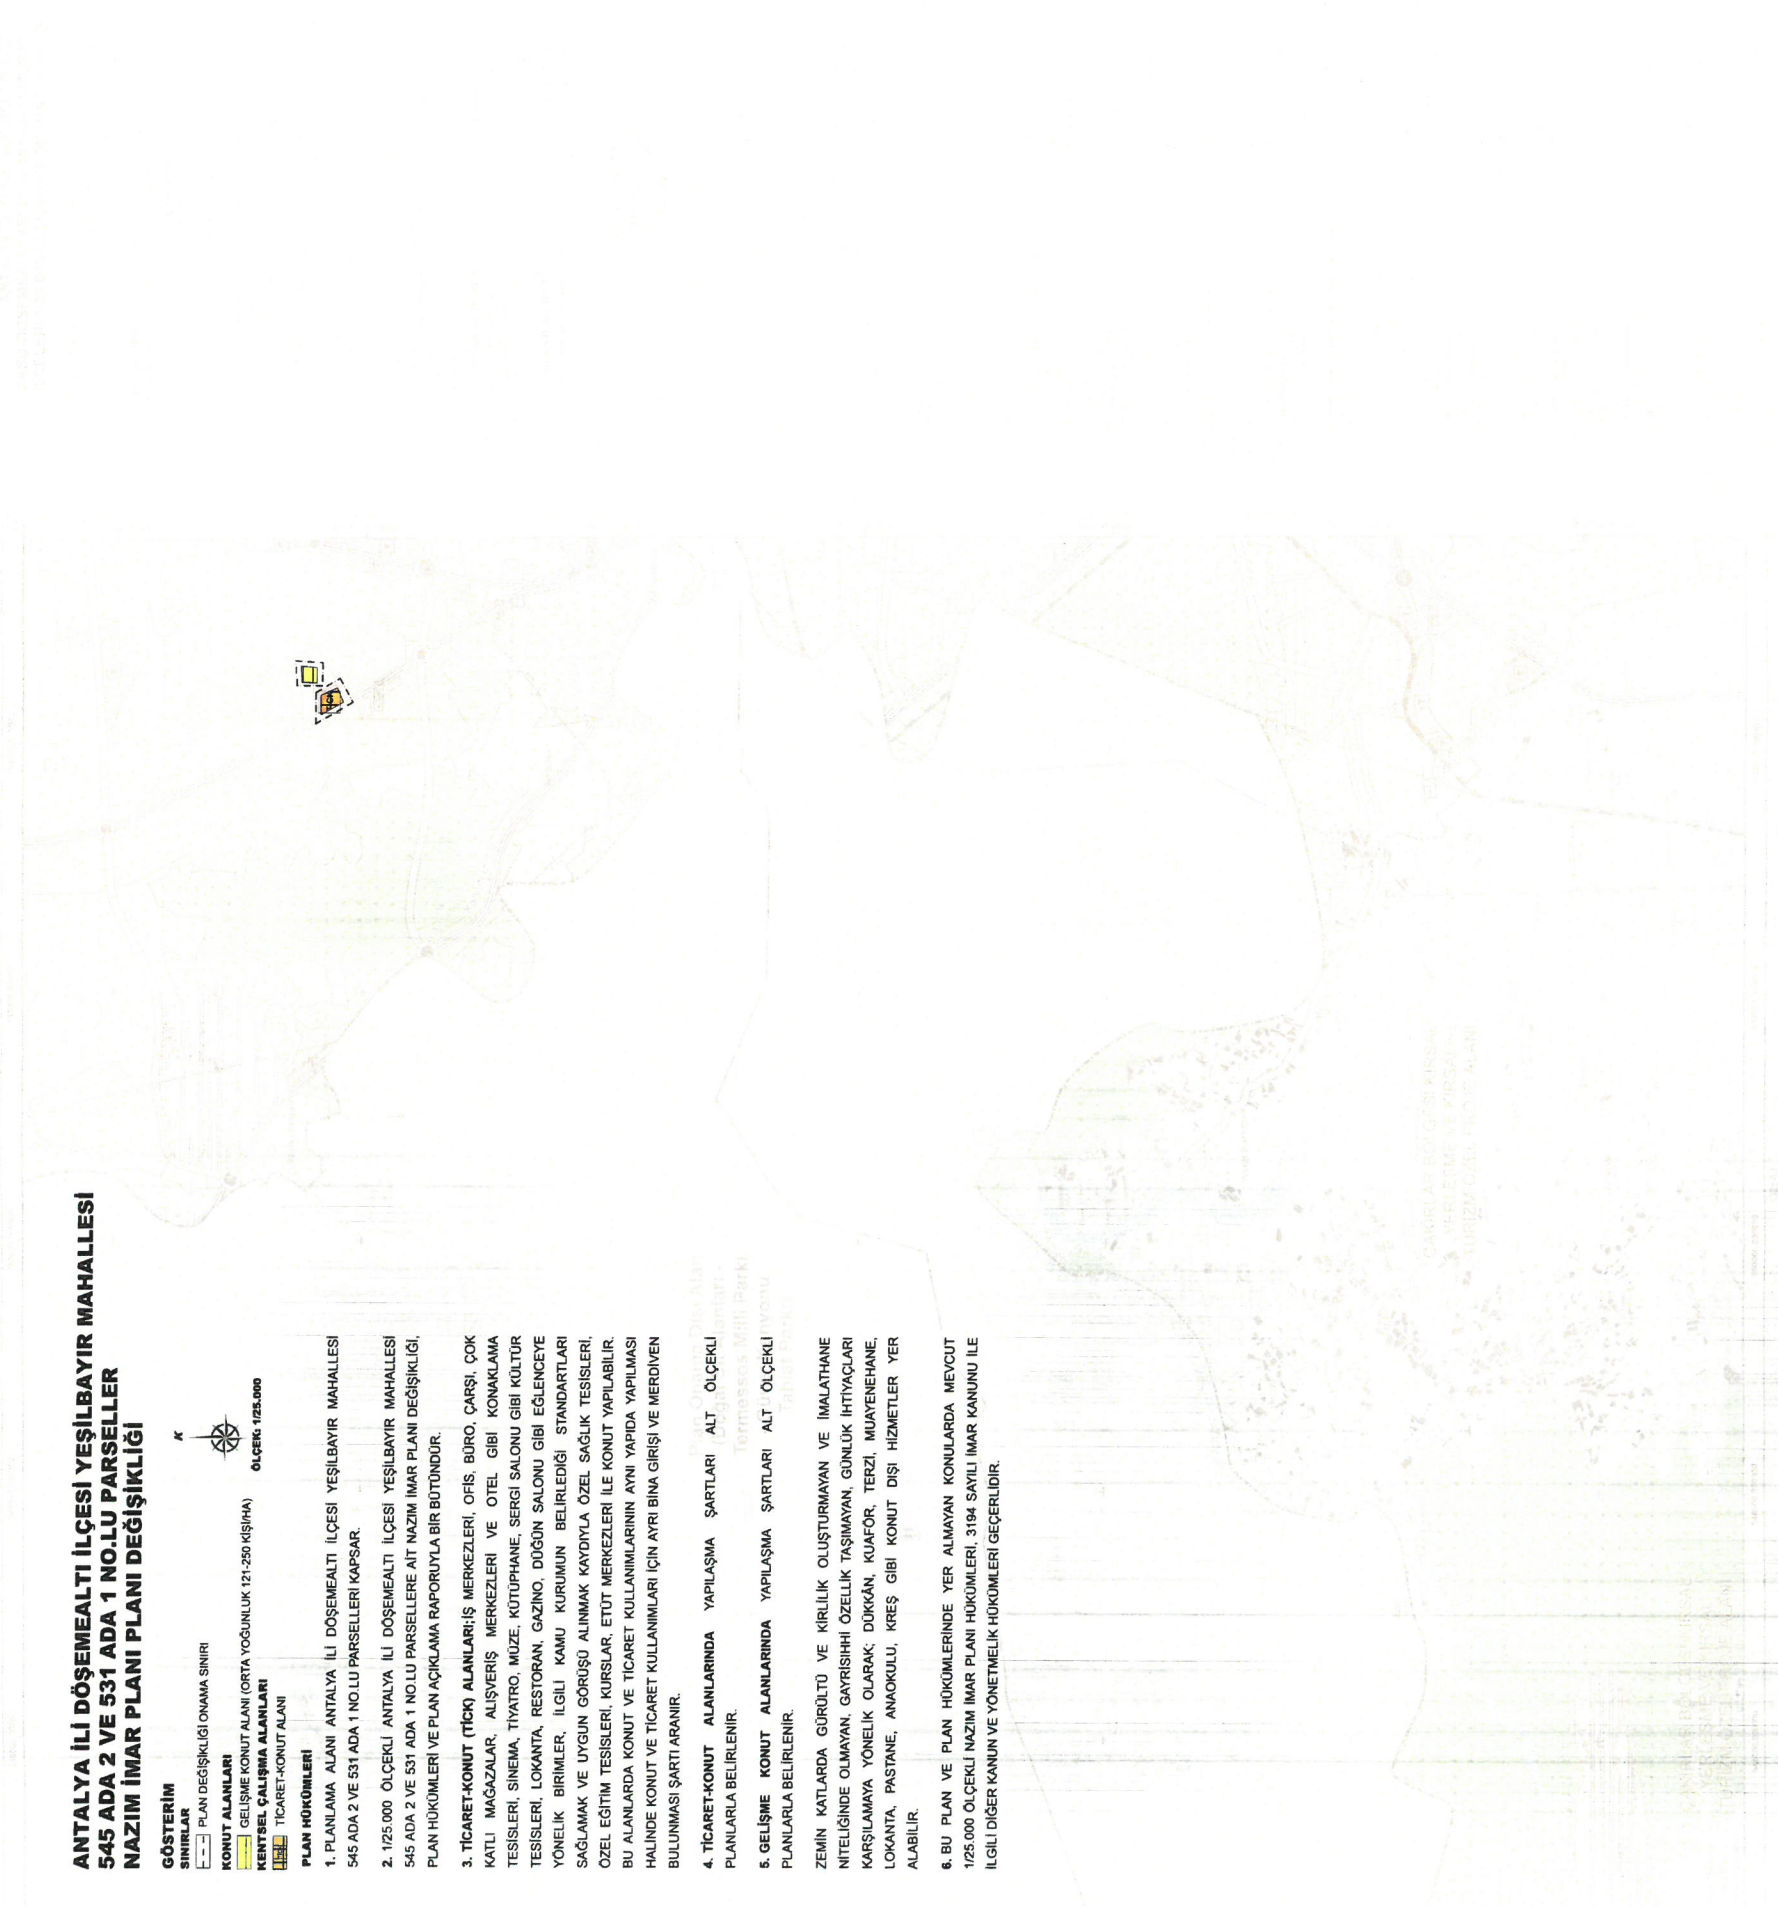 ANTALYA İLİ DÖŞEMEALTI İLÇESİ YEŞİLBAYIR MAHALLESİ
545 ADA 2 VE 531 ADA 1 NO.LU PARSELLER
NAZIM İMAR PLANI PLANI DEĞİŞİKLİĞİ
GÖSTERİM
SINIRLAR
PLAN DEĞİŞİKLİĞİ ONAMA SINIRI
KONUT ALANLARI
GELİŞME KONUT ALANI (ORTA YOĞUNLUK 121-250 KİŞİ/HA)
KENTSEL ÇALIŞMA ALANLARI
TİCARET-KONUT ALANI
K
ÖLÇEK: 1/25.000
PLAN HÜKÜMLERİ
1. PLANLAMA ALANI ANTALYA İLİ DÖŞEMEALTI İLÇESİ YEŞİLBAYIR MAHALLESİ
545 ADA 2 VE 531 ADA 1 NO.LU PARSELLERİ KAPSAR.
2. 1/25.000 ÖLÇEKLİ ANTALYA İLİ DÖŞEMEALTI İLÇESİ YEŞİLBAYIR MAHALLESİ
545 ADA 2 VE 531 ADA 1 NO.LU PARSELLERE AİT NAZIM İMAR PLANI DEĞİŞİKLİĞİ,
PLAN HÜKÜMLERİ VE PLAN AÇIKLAMA RAPORUYLA BİR BÜTÜNDÜR.
3. TİCARET-KONUT (TİCK) ALANLARI;İŞ MERKEZLERİ, OFİS, BÜRO, ÇARŞI, ÇOK
KATLI MAĞAZALAR, ALIŞVERİŞ MERKEZLERİ VE OTEL GİBİ KONAKLAMA
TESİSLERİ, SİNEMA, TİYATRO, MÜZE, KÜTÜPHANE, SERGİ SALONU GİBİ KÜLTÜR
TESİSLERİ, LOKANTA, RESTORAN, GAZİNO, DÜĞÜN SALONU GİBİ EĞLENCEYE
YÖNELİK BİRİMLER, İLGİLİ KAMU KURUMUN BELİRLEDİĞİ STANDARTLARI
SAĞLAMAK VE UYGUN GÖRÜŞÜ ALINMAK KAYDIYLA ÖZEL SAĞLIK TESİSLERİ,
ÖZEL EĞİTİM TESİSLERİ, KURSLAR, ETÜT MERKEZLERİ İLE KONUT YAPILABİLİR.
BU ALANLARDA KONUT VE TİCARET KULLANIMLARININ AYNI YAPIDA YAPILMASI
HALİNDE KONUT VE TİCARET KULLANIMLARI İÇİN AYRI BİNA GİRİŞİ VE MERDİVEN
BULUNMASI ŞARTI ARANIR.
4. TİCARET-KONUT ALANLARINDA YAPILAŞMA ŞARTLARI ALT ÖLÇEKLİ
PLANLARLA BELİRLENİR.
5. GELİŞME KONUT ALANLARINDA YAPILAŞMA ŞARTLARI ALT ÖLÇEKLİ
PLANLARLA BELİRLENİR.
ZEMİN KATLARDA GÜRÜLTÜ VE KİRLİLİK OLUŞTURMAYAN VE İMALATHANE
NİTELİĞİNDE OLMAYAN, GAYRİSIHHİ ÖZELLİK TAŞIMAYAN, GÜNLÜK İHTİYAÇLARI
KARŞILAMAYA YÖNELİK OLARAK; DÜKKÂN, KUAFÖR, TERZİ, MUAYENEHANE,
LOKANTA, PASTANE, ANAOKULU, KREŞ GİBİ KONUT DIŞI HİZMETLER YER
ALABİLİR.
6. BU PLAN VE PLAN HÜKÜMLERİNDE YER ALMAYAN KONULARDA MEVCUT
1/25.000 ÖLÇEKLİ NAZIM İMAR PLANI HÜKÜMLERİ, 3194 SAYILI İMAR KANUNU İLE
İLGİLİ DİĞER KANUN VE YÖNETMELİK HÜKÜMLERİ GEÇERLİDİR.